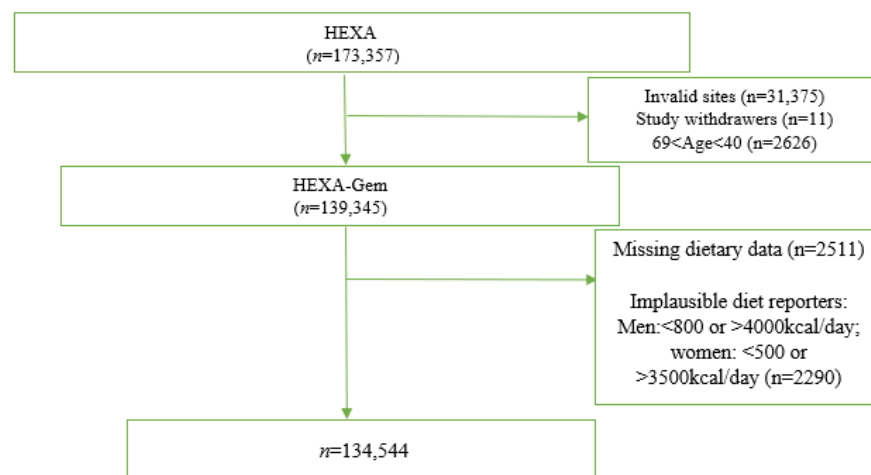 HEXA
(n=173,357)
Invalid sites (n=31,375)
Study withdrawers (n=11)
69<Age<40 (n=2626)
HEXA-Gem
(n=139,345)
Missing dietary data (n=2511)
Implausible diet reporters:
Men:<800 or >4000kcal/day;
women: <500 or
>3500kcal/day (n=2290)
n=134,544